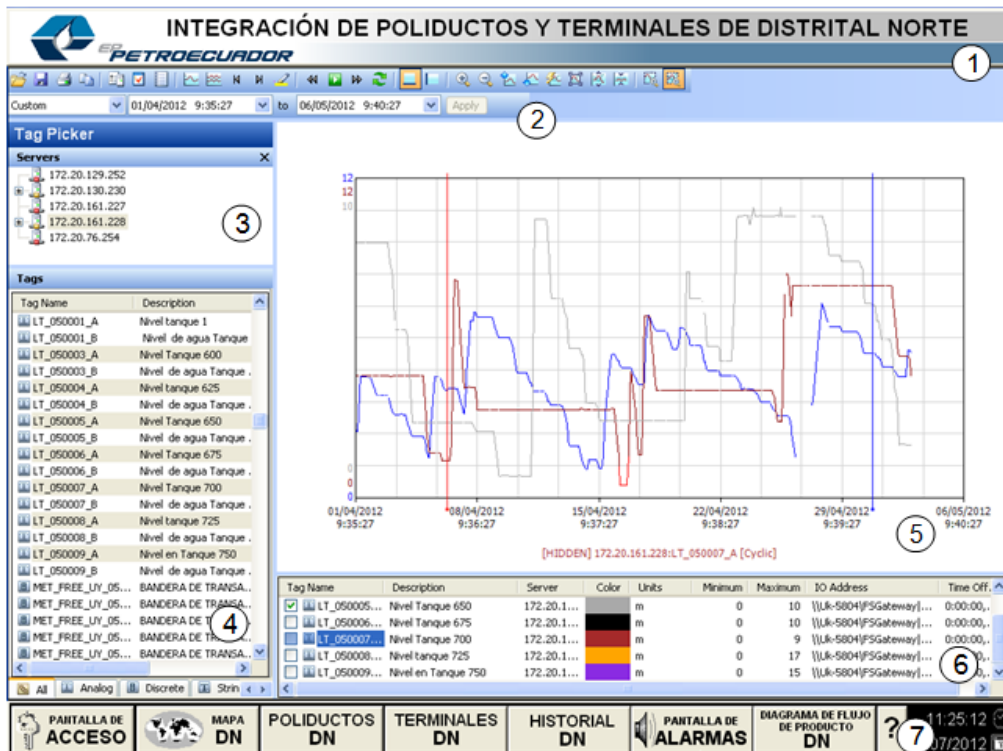 INTEGRACIÓN DE POLIDUCTOS Y TERMINALES DE DISTRITAL NORTE
EP PETROECUADOR
1
Custom 01/04/2012 9:35:27 to 06/05/2012 9:40:27 Apply
2
Tag Picker
Servers
172.20.129.252
172.20.130.230
172.20.161.227
172.20.161.228
172.20.76.254
3
Tags
Tag Name Description
LT_050001_A Nivel tanque 1
LT_050001_B Nivel de agua Tanque
LT_050003_A Nivel Tanque 600
LT_050003_B Nivel de agua Tanque .
LT_050004_A Nivel tanque 625
LT_050004_B Nivel de agua Tanque .
LT_050005_A Nivel Tanque 650
LT_050005_B Nivel de agua Tanque .
LT_050006_A Nivel Tanque 675
LT_050006_B Nivel de agua Tanque .
LT_050007_A Nivel Tanque 700
LT_050007_B Nivel de agua Tanque .
LT_050008_A Nivel tanque 725
LT_050008_B Nivel de agua Tanque .
LT_050009_A Nivel en Tanque 750
LT_050009_B Nivel de agua Tanque .
MET_FREE_UY_05... BANDERA DE TRANSA...
MET_FREE_UY_05... BANDERA DE TRANSA...
MET_FREE_UY_05... BANDERA DE TRANSA...
MET_FREE_UY_05... BANDERA DE TRANSA...
MET_FREE_UY_05... BANDERA DE TRANSA...
4
All Analog Discrete Strin
12
12
10
0
0
0
01/04/2012 08/04/2012 15/04/2012 22/04/2012 29/04/2012 06/05/2012
9:35:27 9:36:27 9:37:27 9:38:27 9:39:27 9:40:27
5
[HIDDEN] 172.20.161.228:LT_050007_A [Cyclic]
Tag Name Description Server Color Units Minimum Maximum IO Address Time Off.
LT_050005... Nivel Tanque 650 172.20.1... m 0 10 \\Uk-5804\FSGateway|... 0:00:00,.
LT_050006... Nivel Tanque 675 172.20.1... m 0 10 \\Uk-5804\FSGateway|... 0:00:00,.
LT_050007... Nivel Tanque 700 172.20.1... m 0 9 \\Uk-5804\FSGateway|... 0:00:00,.
LT_050008... Nivel tanque 725 172.20.1... m 0 17 \\Uk-5804\FSGateway|...
LT_050009... Nivel en Tanque 750 172.20.1... m 0 15 \\Uk-5804\FSGateway|...
6
PANTALLA DE ACCESO
MAPA DN
POLIDUCTOS DN
TERMINALES DN
HISTORIAL DN
PANTALLA DE ALARMAS
DIAGRAMA DE FLUJO DE PRODUCTO DN
?
7
11:25:12
07/2012